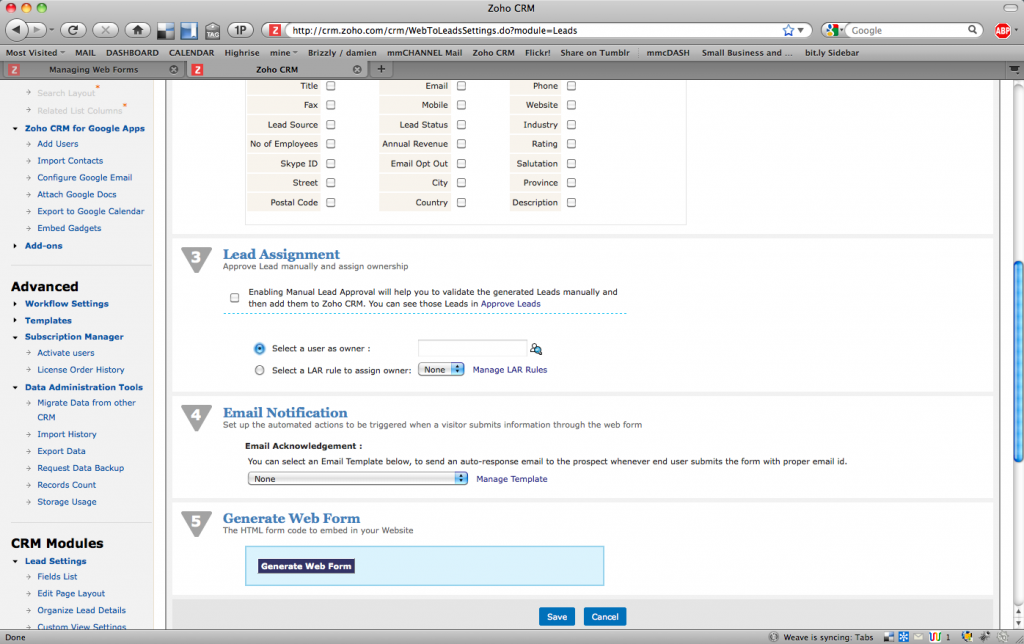 Zoho CRM
TAG
1P
Z
http://crm.zoho.com/crm/WebToLeadsSettings.do?module=Leads
Google
ABP
Most Visited
MAIL
DASHBOARD
CALENDAR
Highrise
mine
Brizzly / damien
mmCHANNEL Mail
Zoho CRM
Flickr!
Share on Tumblr
mmcDASH
Small Business and ...
bit.ly Sidebar
Z Managing Web Forms
Z Zoho CRM
+
Search Layout*
Related List Columns*
Zoho CRM for Google Apps
Add Users
Import Contacts
Configure Google Email
Attach Google Docs
Export to Google Calendar
Embed Gadgets
Add-ons
Advanced
Workflow Settings
Templates
Subscription Manager
Activate users
License Order History
Data Administration Tools
Migrate Data from other
CRM
Import History
Export Data
Request Data Backup
Records Count
Storage Usage
CRM Modules
Lead Settings
Fields List
Edit Page Layout
Organize Lead Details
Custom View Settings
Title Email Phone
Fax Mobile Website
Lead Source Lead Status Industry
No of Employees Annual Revenue Rating
Skype ID Email Opt Out Salutation
Street City Province
Postal Code Country Description
3 Lead Assignment
Approve Lead manually and assign ownership
Enabling Manual Lead Approval will help you to validate the generated Leads manually and
then add them to Zoho CRM. You can see those Leads in Approve Leads
Select a user as owner :
Select a LAR rule to assign owner: None Manage LAR Rules
4 Email Notification
Set up the automated actions to be triggered when a visitor submits information through the web form
Email Acknowledgement :
You can select an Email Template below, to send an auto-response email to the prospect whenever end user submits the form with proper email id.
None Manage Template
5 Generate Web Form
The HTML form code to embed in your Website
Generate Web Form
Save Cancel
Done
Weave is syncing: Tabs
1